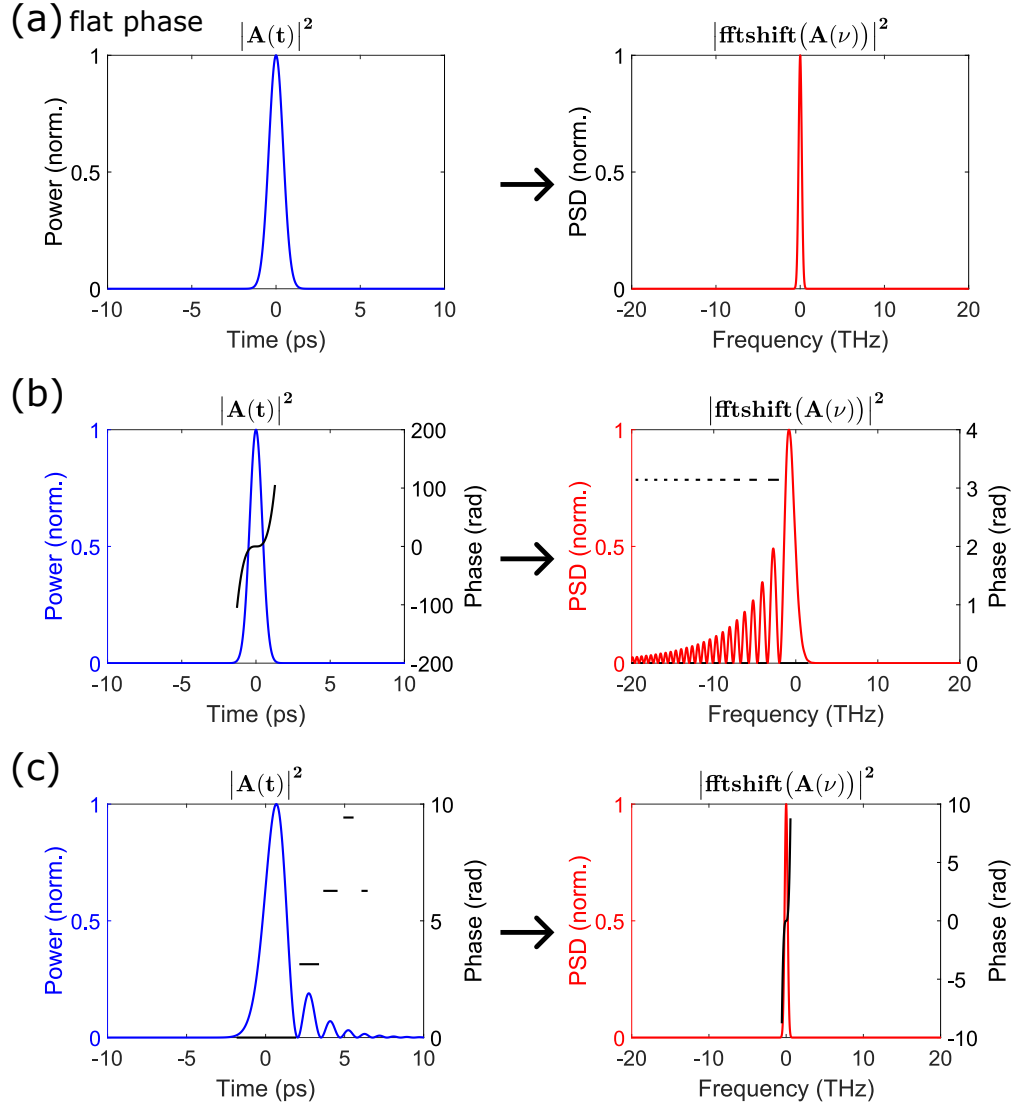 (a) flat phase
|A(t)|²
|fftshift(A(ν))|²
Power (norm.)
1
0.5
0
-10 -5 0 5 10
Time (ps)
PSD (norm.)
1
0.5
0
-20 -10 0 10 20
Frequency (THz)
(b)
|A(t)|²
|fftshift(A(ν))|²
Power (norm.)
1
0.5
0
200
100
0
-100
-200
Phase (rad)
-10 -5 0 5 10
Time (ps)
PSD (norm.)
1
0.5
0
4
3
2
1
0
Phase (rad)
-20 -10 0 10 20
Frequency (THz)
(c)
|A(t)|²
|fftshift(A(ν))|²
Power (norm.)
1
0.5
0
10
5
0
Phase (rad)
-10 -5 0 5 10
Time (ps)
PSD (norm.)
1
0.5
0
10
5
0
-5
-10
Phase (rad)
-20 -10 0 10 20
Frequency (THz)